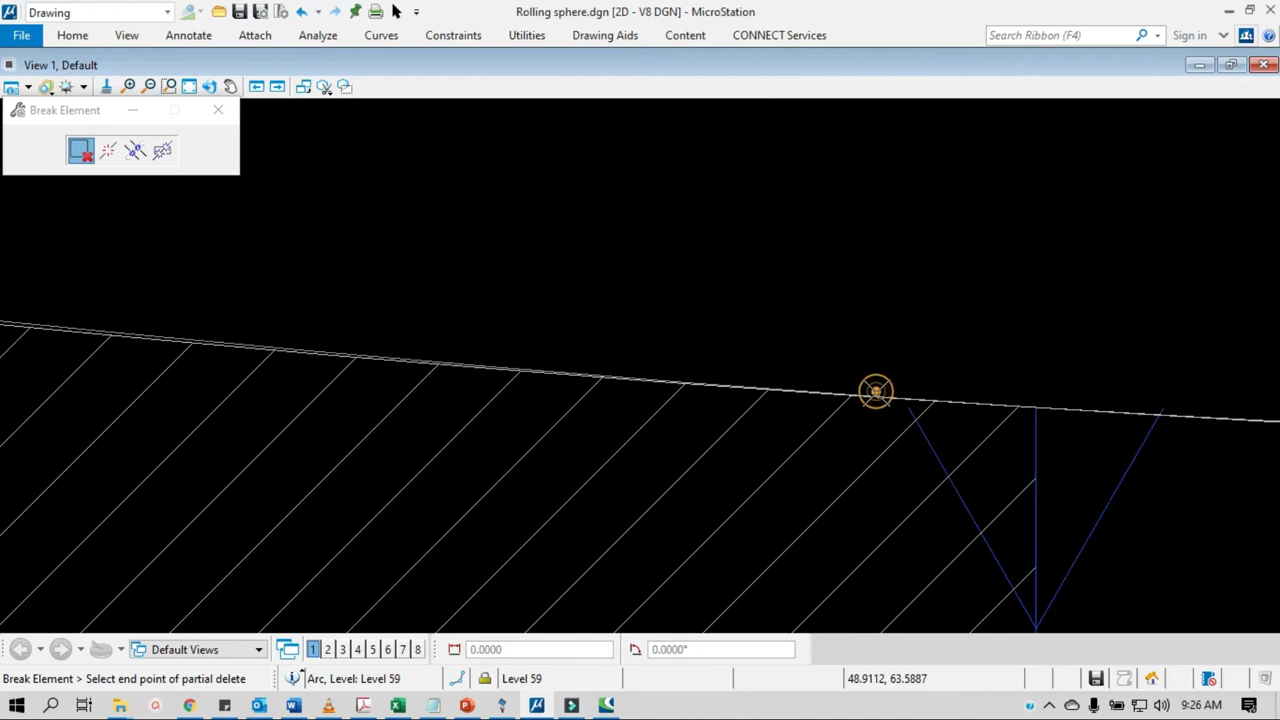 Drawing
Rolling sphere.dgn [2D - V8 DGN] - MicroStation
File Home View Annotate Attach Analyze Curves Constraints Utilities Drawing Aids Content CONNECT Services Search Ribbon (F4) Sign in
View 1, Default
Break Element
Default Views 1 2 3 4 5 6 7 8 0.0000 0.0000°
Break Element > Select end point of partial delete Arc, Level: Level 59 Level 59 48.9112, 63.5887
9:26 AM